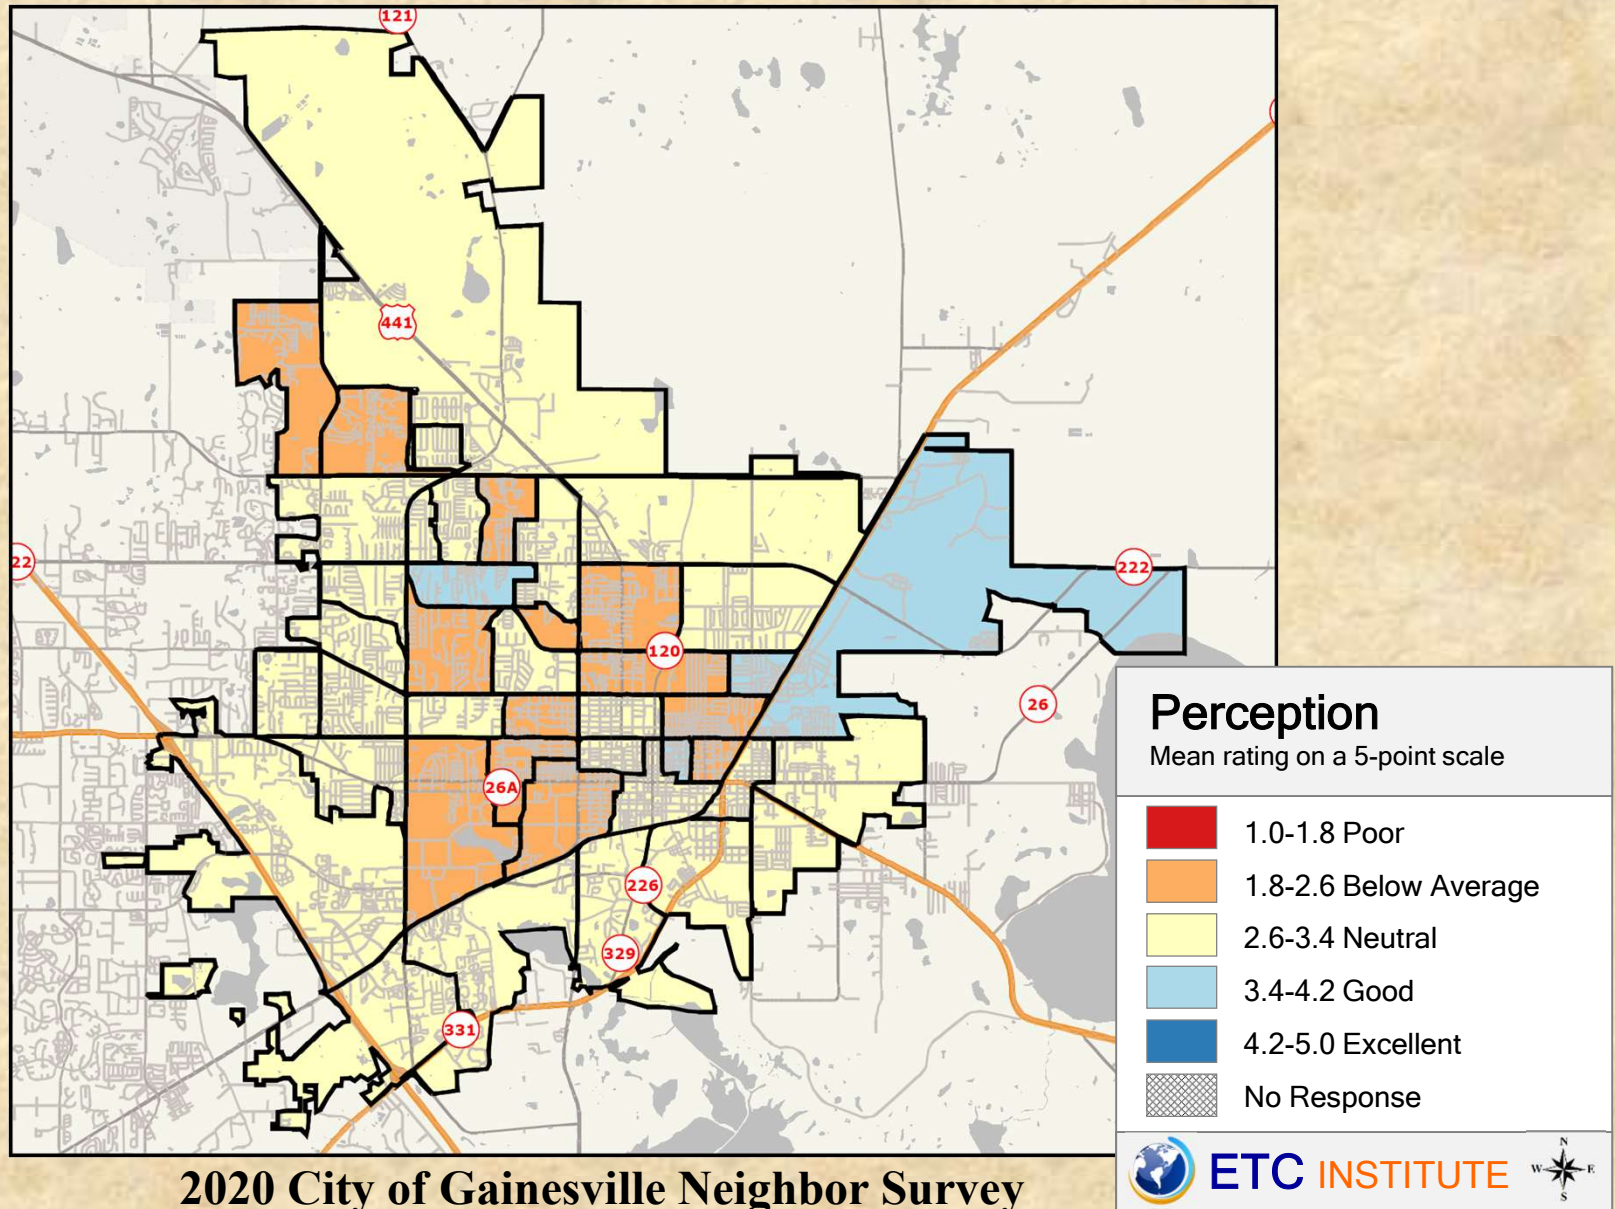 121
441
22
222
120
26
26A
226
329
331
Perception
Mean rating on a 5-point scale
1.0-1.8 Poor
1.8-2.6 Below Average
2.6-3.4 Neutral
3.4-4.2 Good
4.2-5.0 Excellent
No Response
ETC INSTITUTE
N
W E
S
2020 City of Gainesville Neighbor Survey